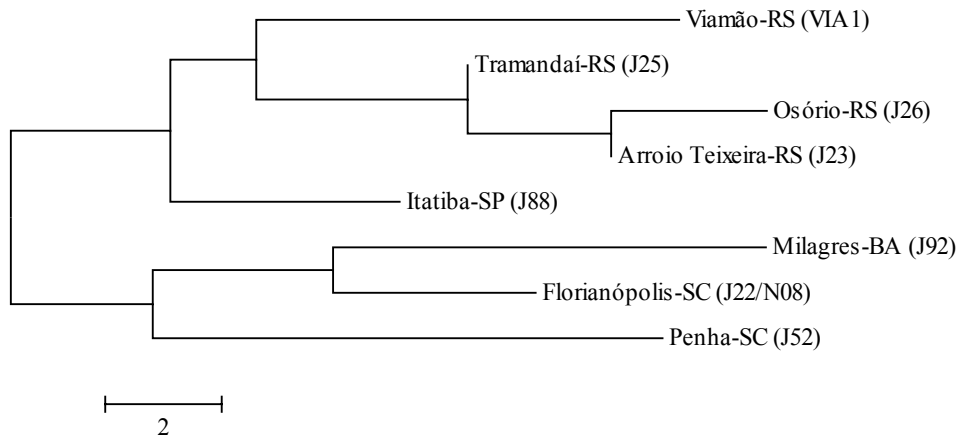 Viamão-RS (VIA1)
Tramandaí-RS (J25)
Osório-RS (J26)
Arroio Teixeira-RS (J23)
Itatiba-SP (J88)
Milagres-BA (J92)
Florianópolis-SC (J22/N08)
Penha-SC (J52)
2